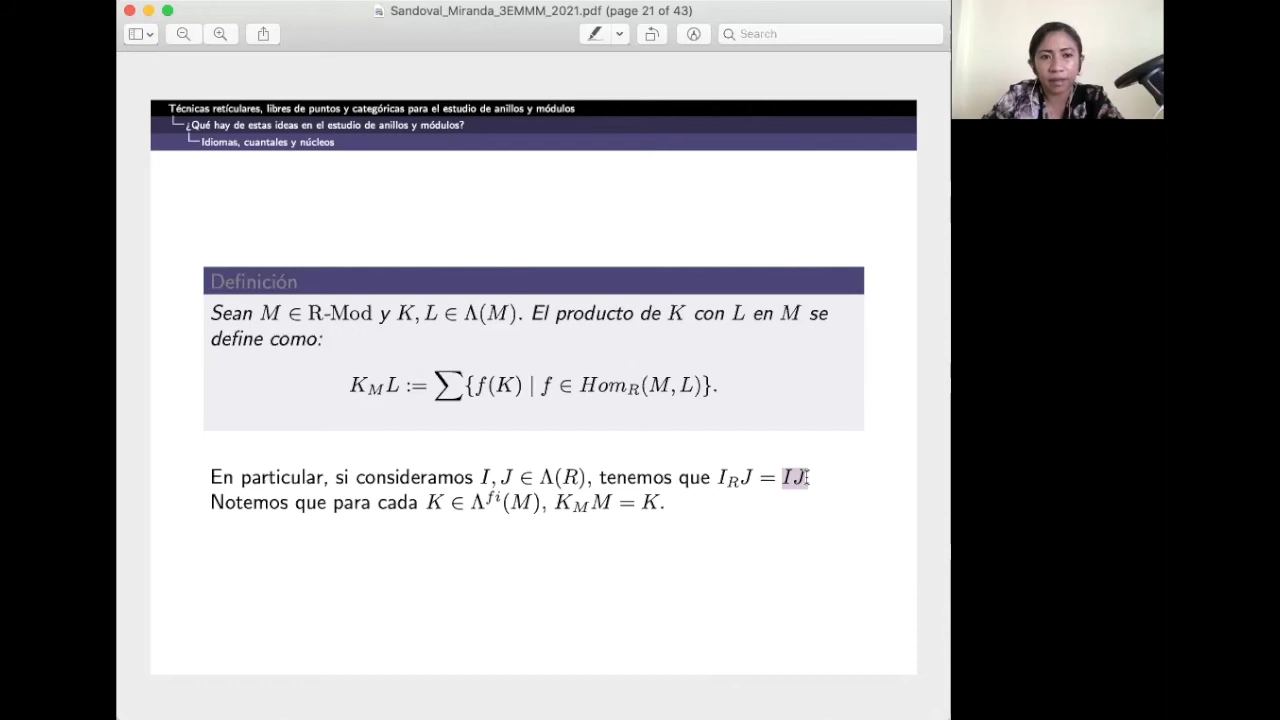 Sandoval_Miranda_3EMMM_2021.pdf (page 21 of 43)
Search
Técnicas retículares, libres de puntos y categóricas para el estudio de anillos y módulos
¿Qué hay de estas ideas en el estudio de anillos y módulos?
Idiomas, cuantales y núcleos
Definición
Sean M ∈ R-Mod y K, L ∈ Λ(M). El producto de K con L en M se
define como:
K_M L := ∑{f(K) | f ∈ Hom_R(M, L)}.
En particular, si consideramos I, J ∈ Λ(R), tenemos que I_R J = IJ.
Notemos que para cada K ∈ Λ^{fi}(M), K_M M = K.